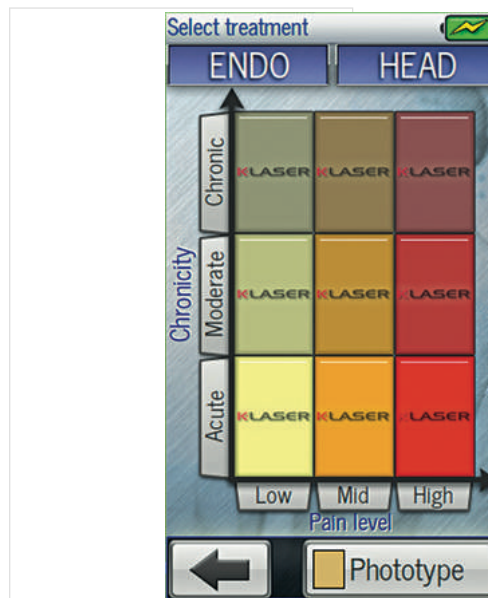 Select treatment
ENDO HEAD
Chronic
KLASER KLASER KLASER
Chronicity
Moderate
KLASER KLASER KLASER
Acute
KLASER KLASER KLASER
Low Mid High
Pain level
Phototype